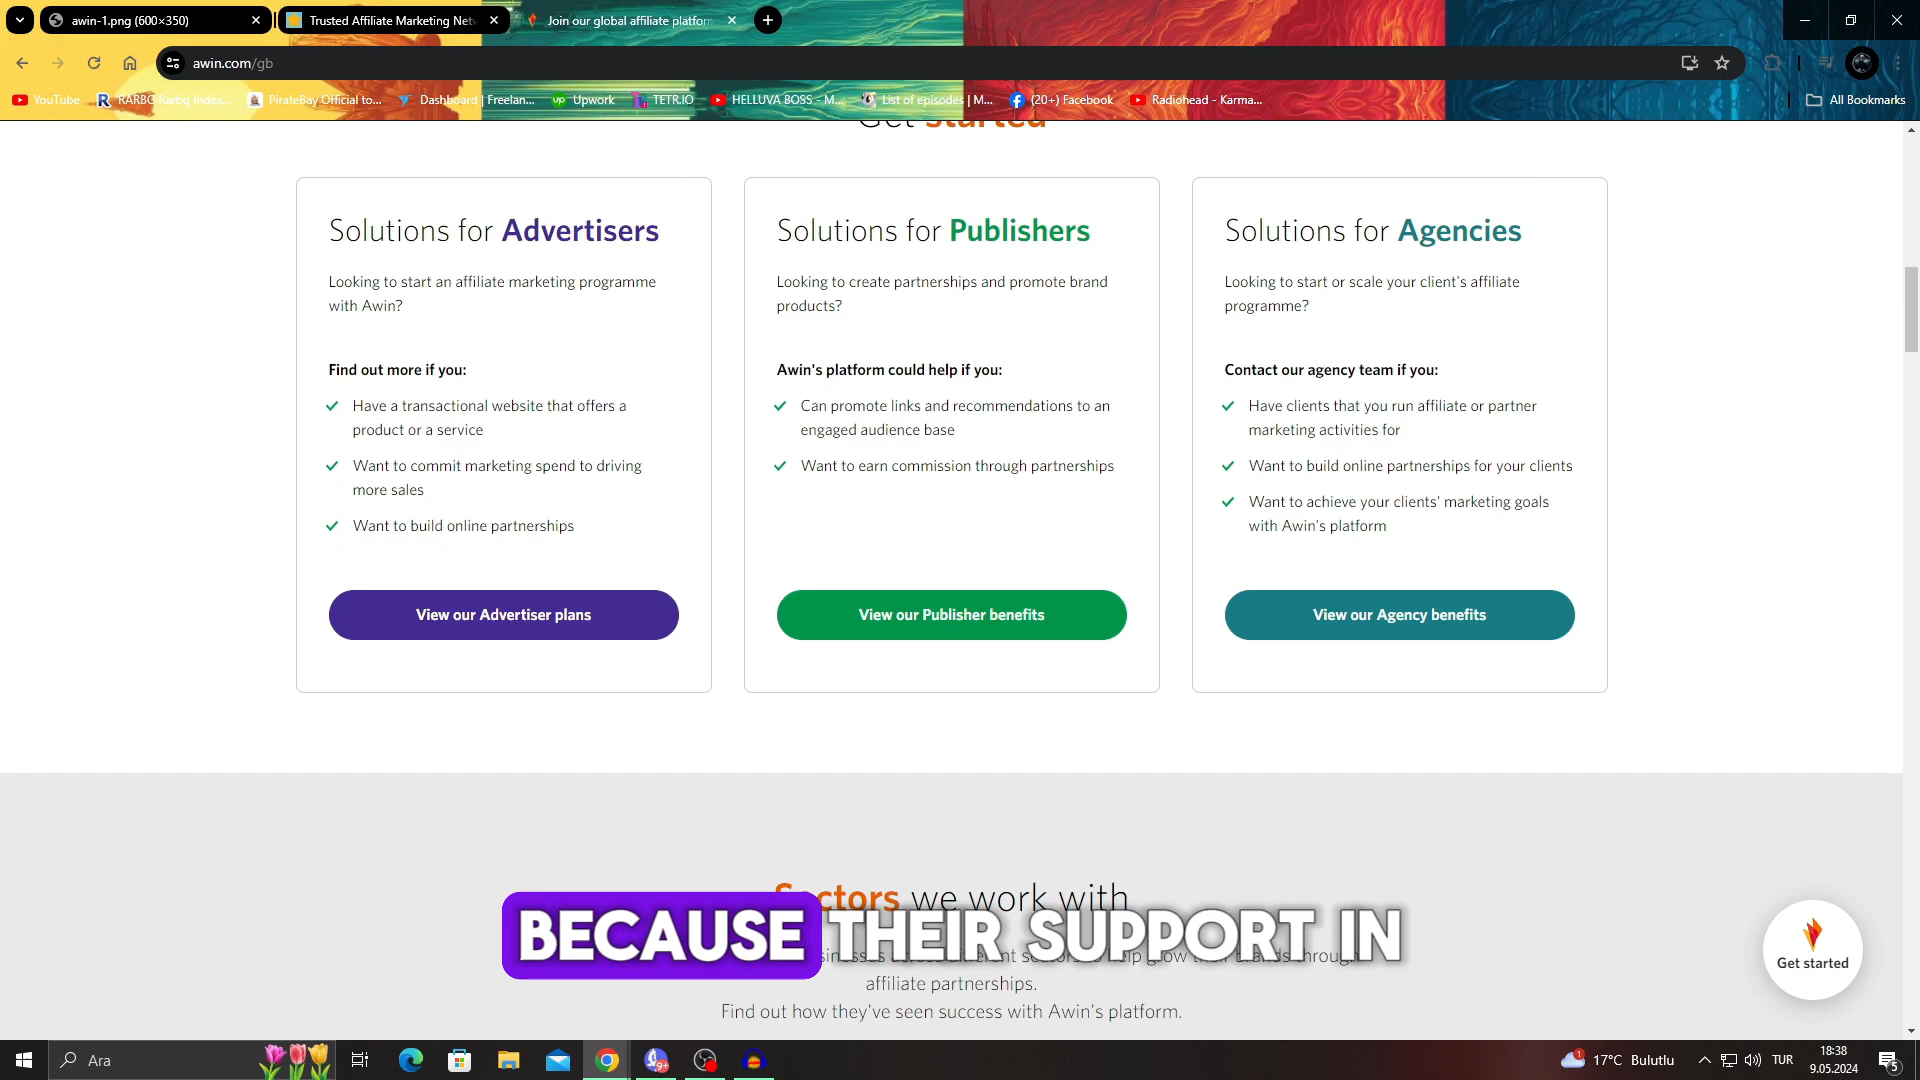 awin-1.png (600×350)
Trusted Affiliate Marketing Netw
Join our global affiliate platform
awin.com/gb
YouTube
RARBG Rarbg Index...
PirateBay Official to...
Dashboard | Freelan...
Upwork
TETR.IO
HELLUVA BOSS - M...
List of episodes | M...
(20+) Facebook
Radiohead - Karma...
All Bookmarks
Get started
Solutions for Advertisers
Looking to start an affiliate marketing programme
with Awin?
Find out more if you:
Have a transactional website that offers a
product or a service
Want to commit marketing spend to driving
more sales
Want to build online partnerships
View our Advertiser plans
Solutions for Publishers
Looking to create partnerships and promote brand
products?
Awin's platform could help if you:
Can promote links and recommendations to an
engaged audience base
Want to earn commission through partnerships
View our Publisher benefits
Solutions for Agencies
Looking to start or scale your client's affiliate
programme?
Contact our agency team if you:
Have clients that you run affiliate or partner
marketing activities for
Want to build online partnerships for your clients
Want to achieve your clients' marketing goals
with Awin's platform
View our Agency benefits
Sectors we work with
BECAUSE THEIR SUPPORT IN
affiliate partnerships.
Find out how they've seen success with Awin's platform.
Get started
Ara
9+
1
17°C Bulutlu
TUR
18:38
9.05.2024
5